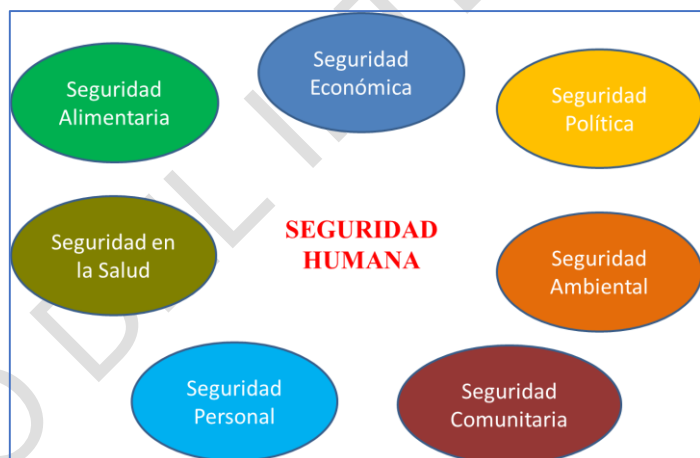 Seguridad
Económica
Seguridad
Alimentaria
Seguridad
Política
SEGURIDAD
HUMANA
Seguridad en
la Salud
Seguridad
Ambiental
Seguridad
Personal
Seguridad
Comunitaria